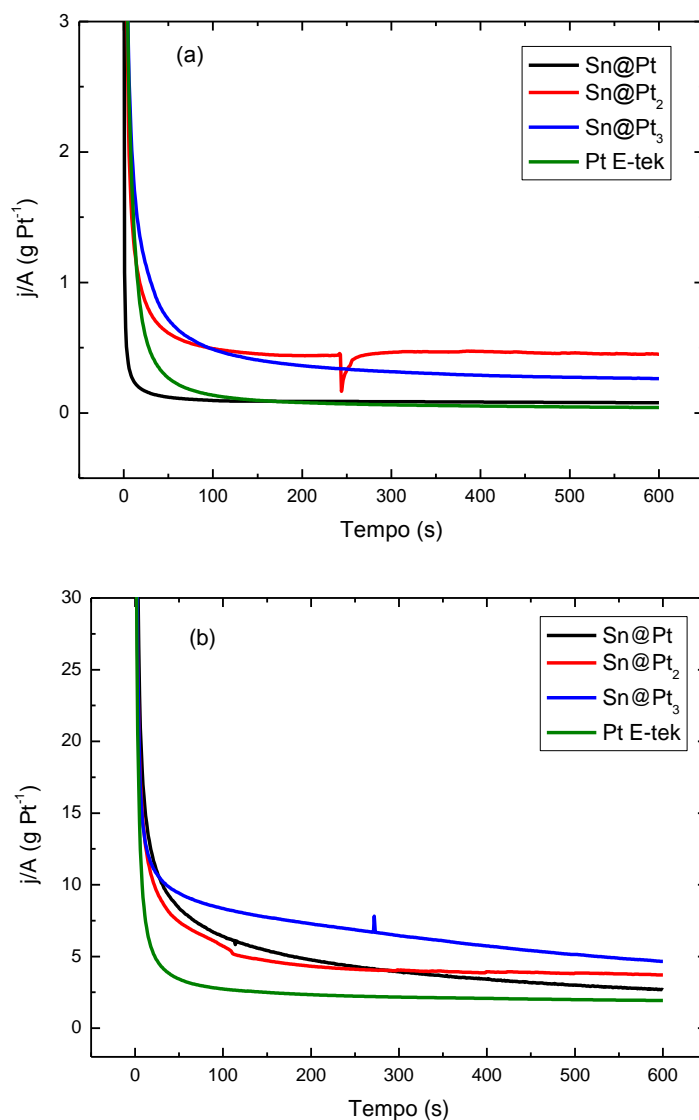 (a)
Sn@Pt
Sn@Pt₂
Sn@Pt₃
Pt E-tek
3
2
1
0
j/A (g Pt⁻¹)
0 100 200 300 400 500 600
Tempo (s)
(b)
Sn@Pt
Sn@Pt₂
Sn@Pt₃
Pt E-tek
30
25
20
15
10
5
0
j/A (g Pt⁻¹)
0 100 200 300 400 500 600
Tempo (s)